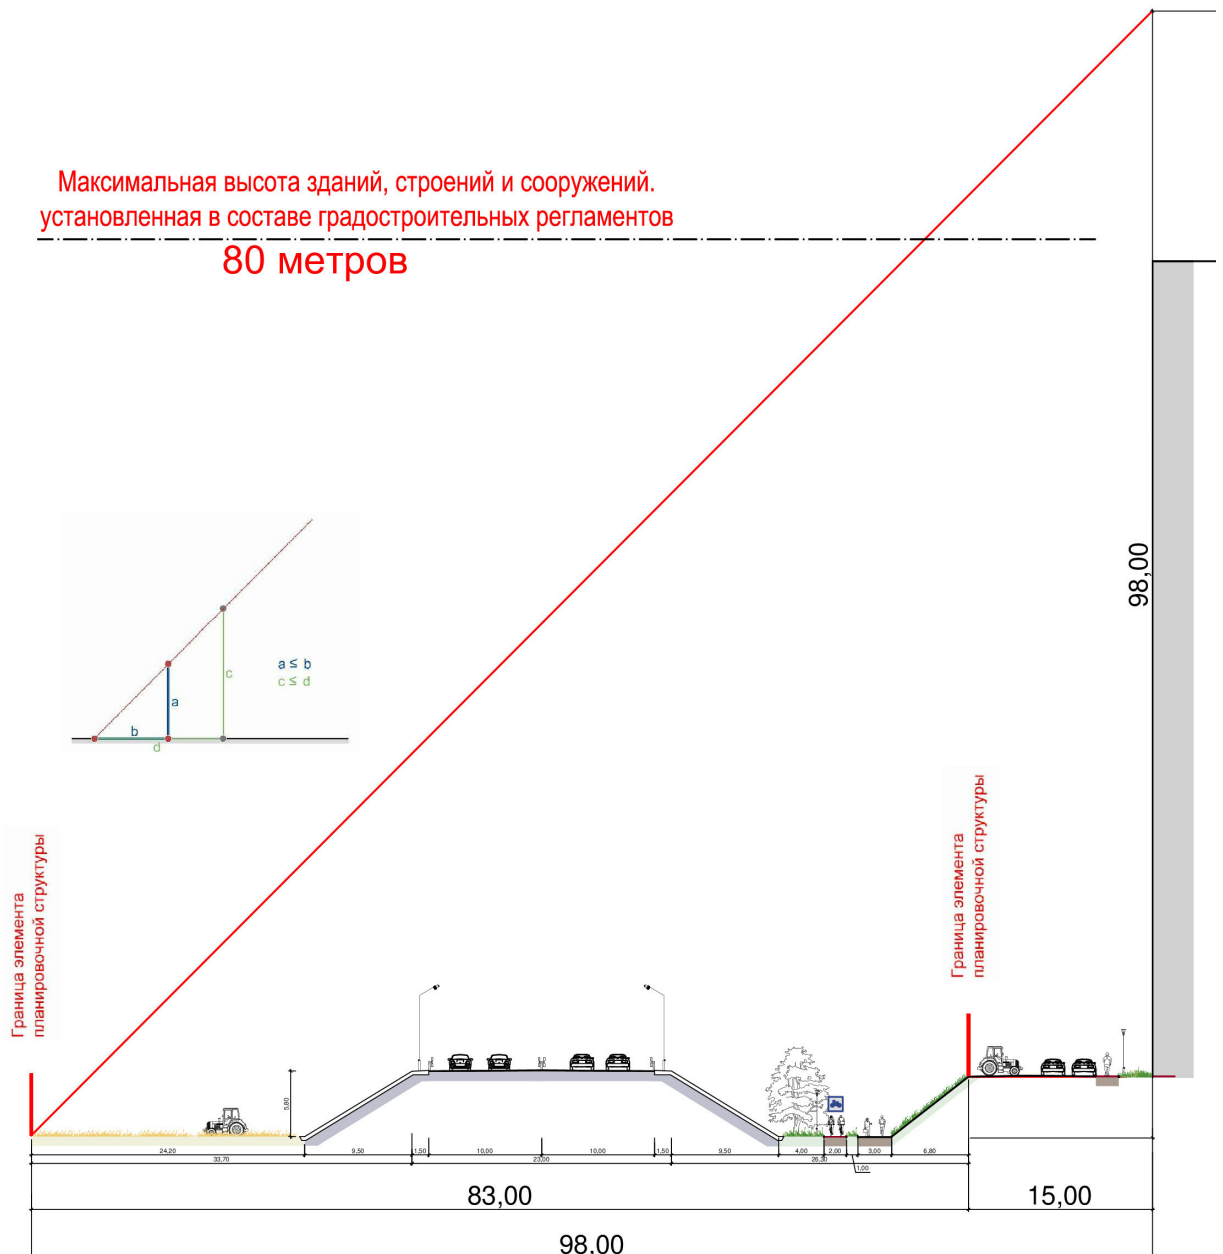 Максимальная высота зданий, строений и сооружений.
установленная в составе градостроительных регламентов
80 метров
98,00
a ≤ b
c ≤ d
c
a
b
d
Граница элемента
планировочной структуры
Граница элемента
планировочной структуры
5,80
24,20
9,50
1,50
10,00
10,00
1,50
9,50
4,00
2,00
3,00
6,80
33,70
23,00
26,30
1,00
83,00
15,00
98,00